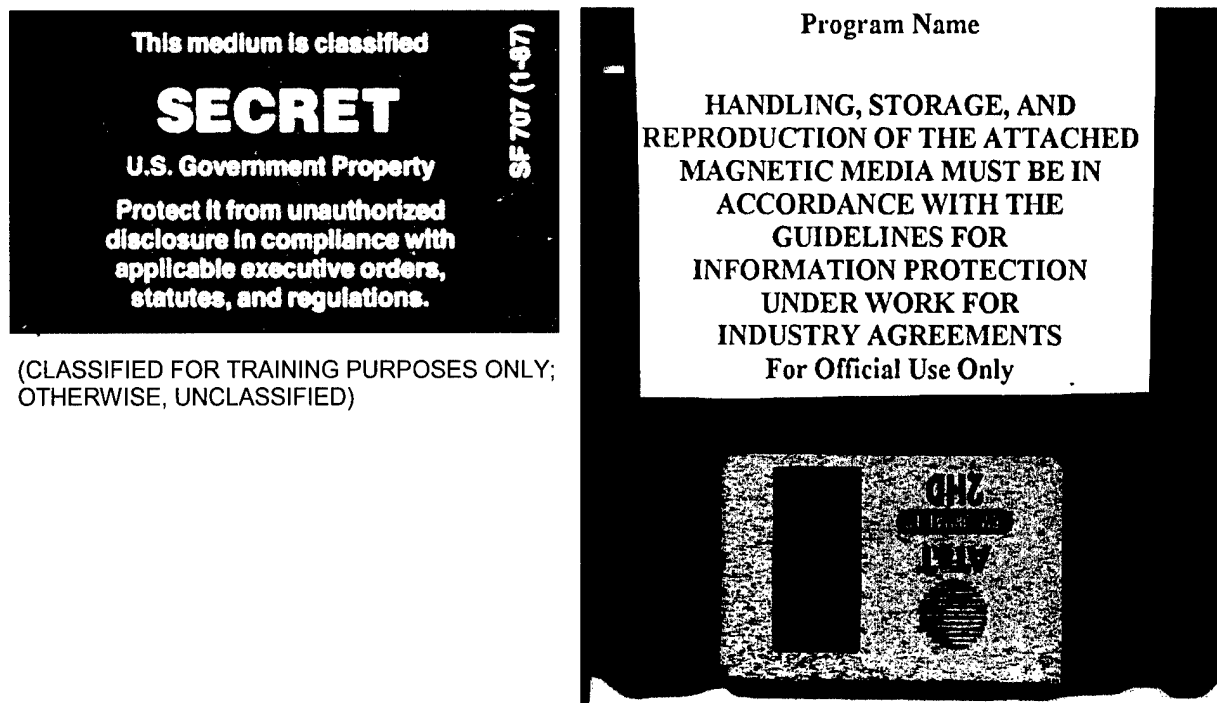 This medium is classified
SECRET
U.S. Government Property
Protect it from unauthorized
disclosure in compliance with
applicable executive orders,
statutes, and regulations.
SF 707 (1-87)
(CLASSIFIED FOR TRAINING PURPOSES ONLY;
OTHERWISE, UNCLASSIFIED)
Program Name
HANDLING, STORAGE, AND
REPRODUCTION OF THE ATTACHED
MAGNETIC MEDIA MUST BE IN
ACCORDANCE WITH THE
GUIDELINES FOR
INFORMATION PROTECTION
UNDER WORK FOR
INDUSTRY AGREEMENTS
For Official Use Only
2HD
AT&T